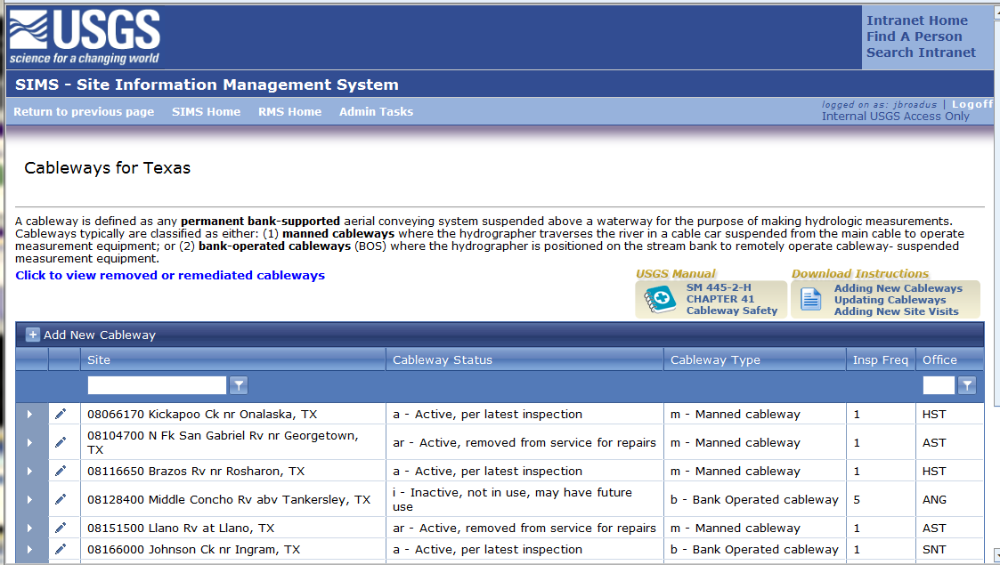 USGS
science for a changing world
Intranet Home
Find A Person
Search Intranet
SIMS - Site Information Management System
Return to previous page SIMS Home RMS Home Admin Tasks
logged on as: jbroadus | Logoff
Internal USGS Access Only
Cableways for Texas
A cableway is defined as any permanent bank-supported aerial conveying system suspended above a waterway for the purpose of making hydrologic measurements.
Cableways typically are classified as either: (1) manned cableways where the hydrographer traverses the river in a cable car suspended from the main cable to operate
measurement equipment; or (2) bank-operated cableways (BOS) where the hydrographer is positioned on the stream bank to remotely operate cableway- suspended
measurement equipment.
Click to view removed or remediated cableways
USGS Manual
SM 445-2-H
CHAPTER 41
Cableway Safety
Download Instructions
Adding New Cableways
Updating Cableways
Adding New Site Visits
Add New Cableway
Site Cableway Status Cableway Type Insp Freq Office
08066170 Kickapoo Ck nr Onalaska, TX a - Active, per latest inspection m - Manned cableway 1 HST
08104700 N Fk San Gabriel Rv nr Georgetown,
TX ar - Active, removed from service for repairs m - Manned cableway 1 AST
08116650 Brazos Rv nr Rosharon, TX a - Active, per latest inspection m - Manned cableway 1 HST
08128400 Middle Concho Rv abv Tankersley, TX i - Inactive, not in use, may have future
use b - Bank Operated cableway 5 ANG
08151500 Llano Rv at Llano, TX ar - Active, removed from service for repairs m - Manned cableway 1 AST
08166000 Johnson Ck nr Ingram, TX a - Active, per latest inspection b - Bank Operated cableway 1 SNT